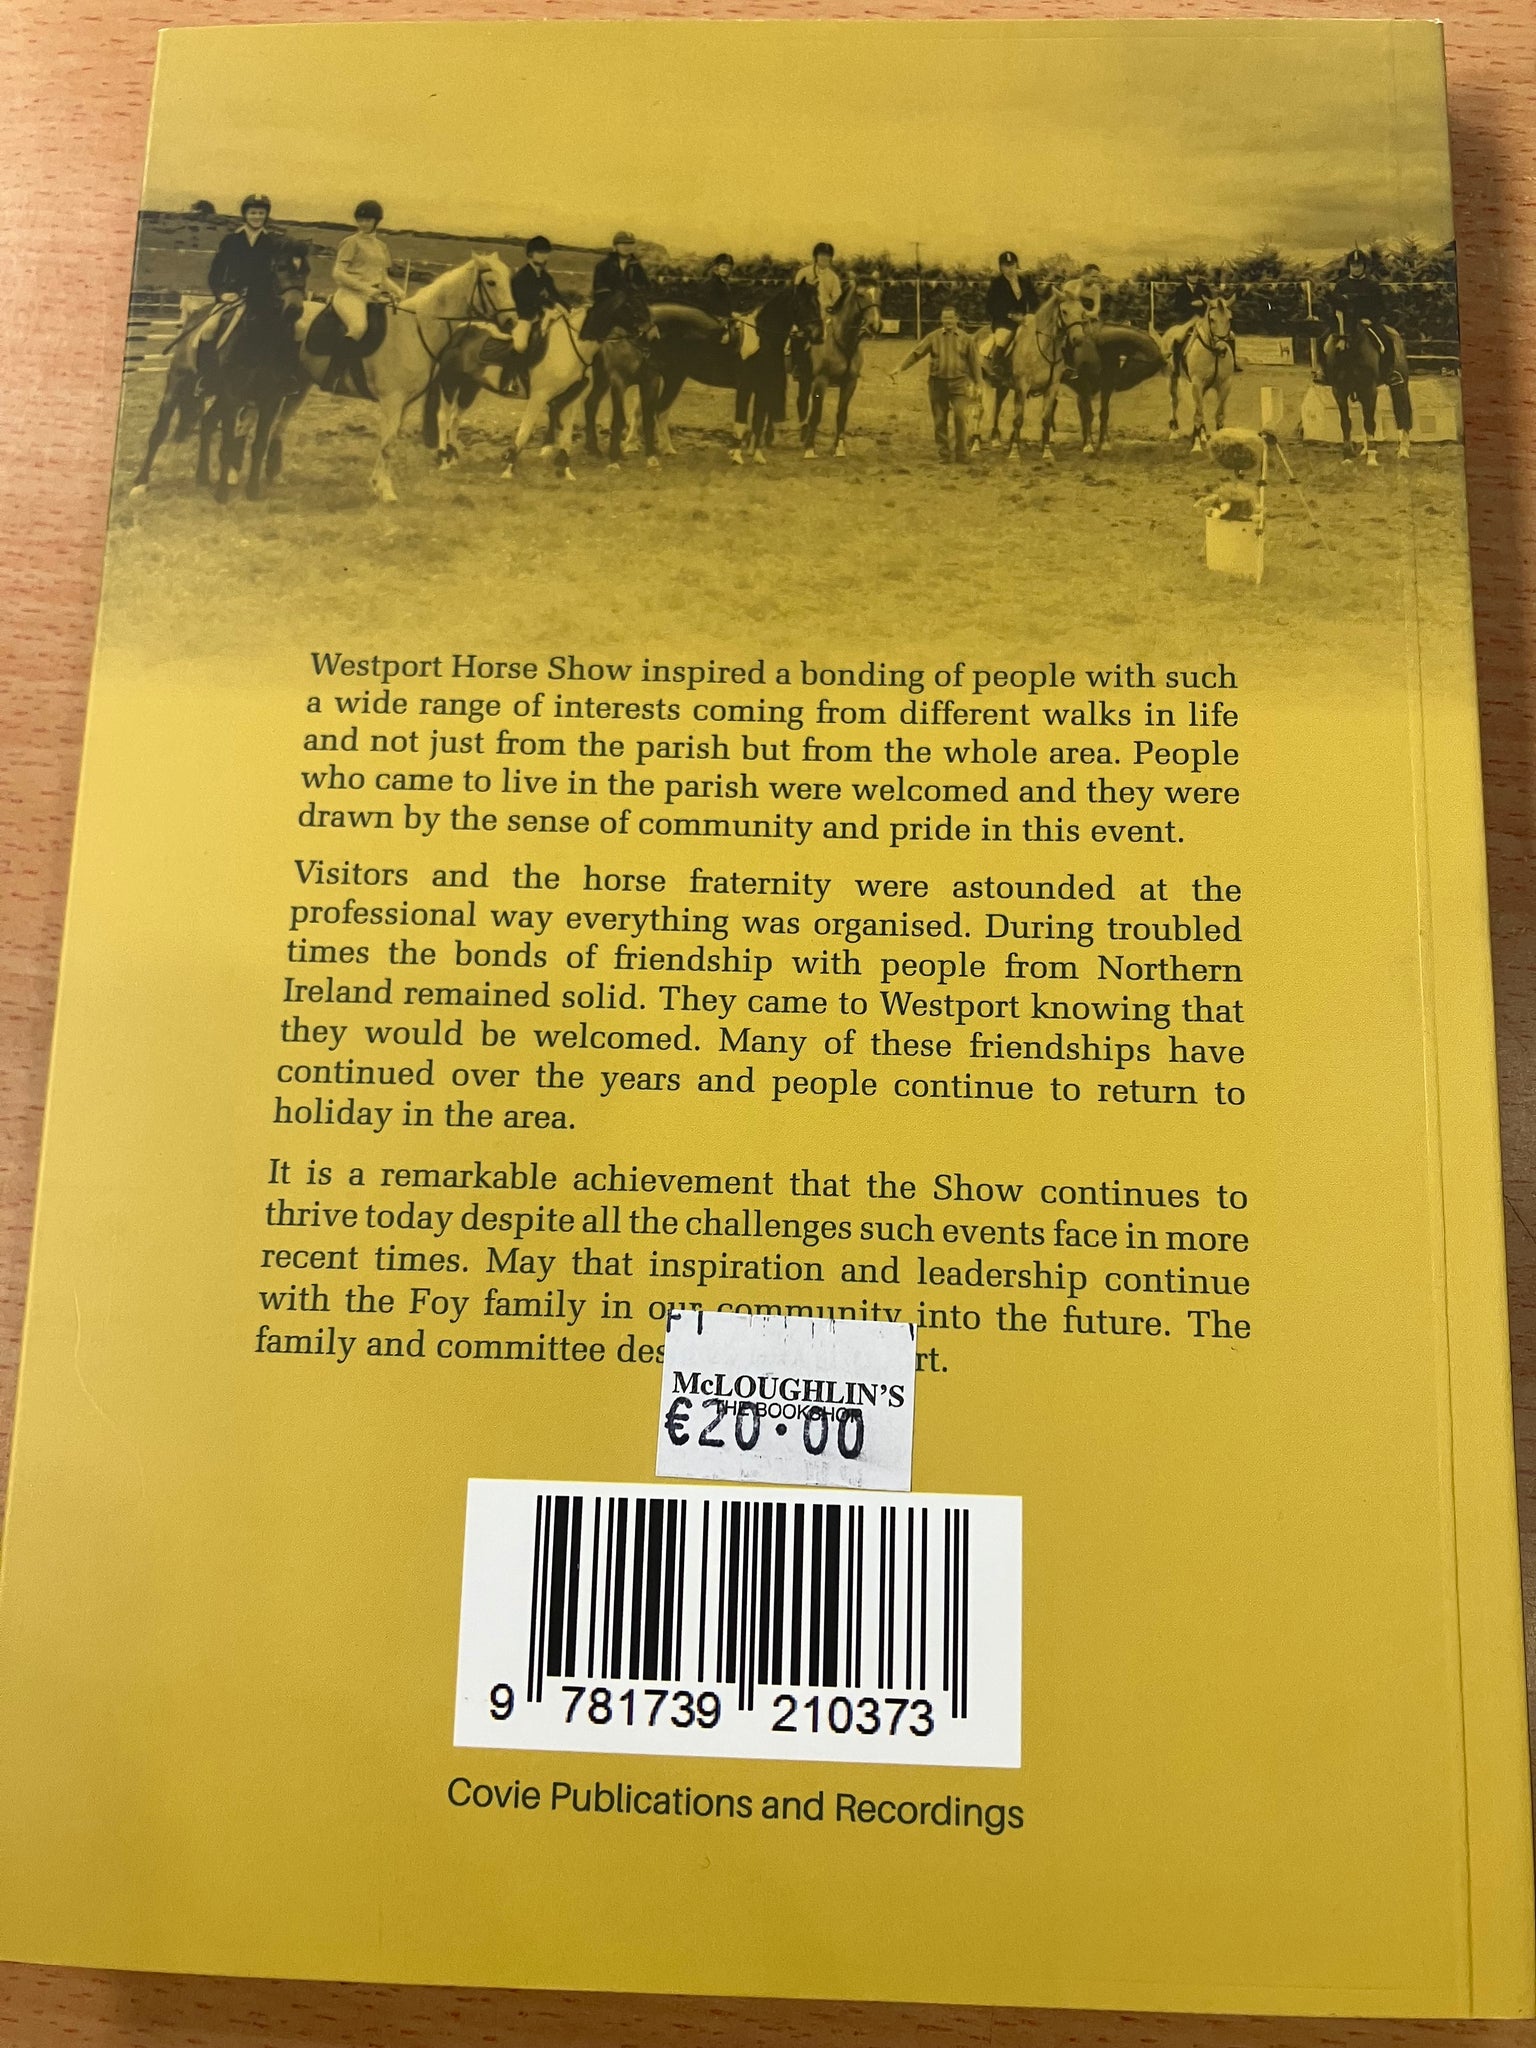 Westport Horse Show inspired a bonding of people with such
a wide range of interests coming from different walks in life
and not just from the parish but from the whole area. People
who came to live in the parish were welcomed and they were
drawn by the sense of community and pride in this event.
Visitors and the horse fraternity were astounded at the
professional way everything was organised. During troubled
times the bonds of friendship with people from Northern
Ireland remained solid. They came to Westport knowing that
they would be welcomed. Many of these friendships have
continued over the years and people continue to return to
holiday in the area.
It is a remarkable achievement that the Show continues to
thrive today despite all the challenges such events face in more
recent times. May that inspiration and leadership continue
with the Foy family in our community into the future. The
family and committee
McLOUGHLIN'S
THE BOOKSHOP
€20.00
9 781739 210373
Covie Publications and Recordings